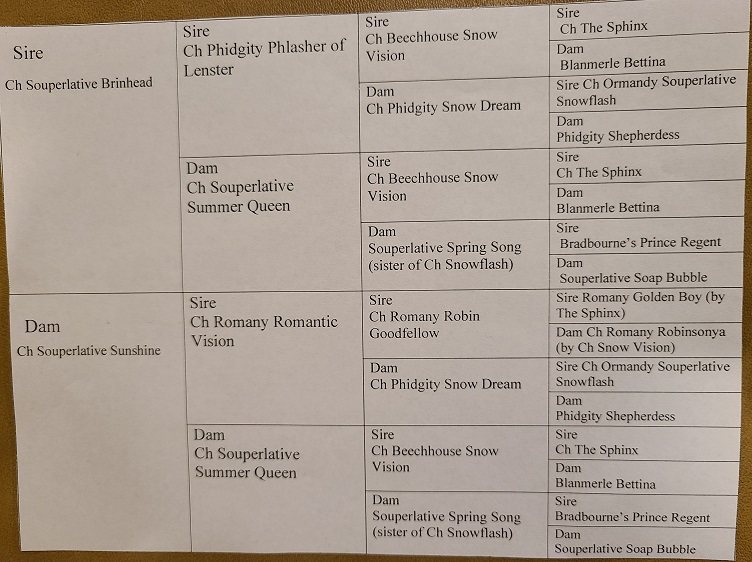 Sire
Ch Souperlative Brinhead
Sire
Ch Phidgity Phlasher of
Lenster
Sire
Ch Beechhouse Snow
Vision
Sire
Ch The Sphinx
Dam
Blanmerle Bettina
Dam
Ch Phidgity Snow Dream
Sire Ch Ormandy Souperlative
Snowflash
Dam
Phidgity Shepherdess
Dam
Ch Souperlative
Summer Queen
Sire
Ch Beechhouse Snow
Vision
Sire
Ch The Sphinx
Dam
Blanmerle Bettina
Dam
Souperlative Spring Song
(sister of Ch Snowflash)
Sire
Bradbourne's Prince Regent
Dam
Souperlative Soap Bubble
Dam
Ch Souperlative Sunshine
Sire
Ch Romany Romantic
Vision
Sire
Ch Romany Robin
Goodfellow
Sire Romany Golden Boy (by
The Sphinx)
Dam Ch Romany Robinsonya
(by Ch Snow Vision)
Dam
Ch Phidgity Snow Dream
Sire Ch Ormandy Souperlative
Snowflash
Dam
Phidgity Shepherdess
Dam
Ch Souperlative
Summer Queen
Sire
Ch Beechhouse Snow
Vision
Sire
Ch The Sphinx
Dam
Blanmerle Bettina
Dam
Souperlative Spring Song
(sister of Ch Snowflash)
Sire
Bradbourne's Prince Regent
Dam
Souperlative Soap Bubble